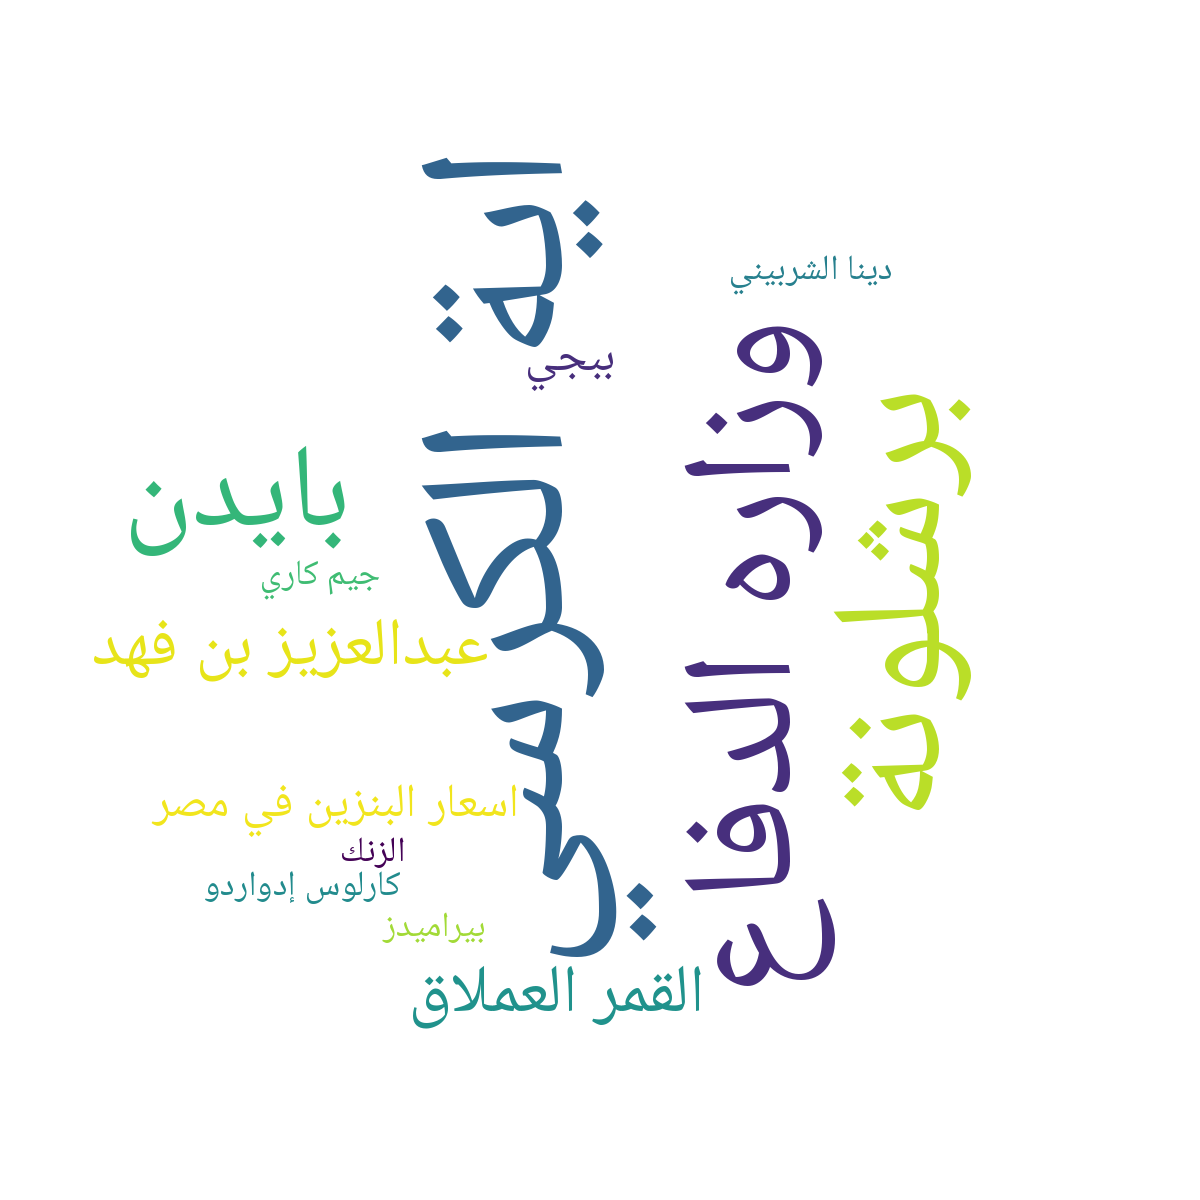 اية الكرسي
دينا الشربيني
وزاره الدفاع
ببجي
برشلونة
بايدن
جيم كاري
عبدالعزيز بن فهد
اسعار البنزين في مصر
الزنك
كارلوس إدواردو
بيراميدز
القمر العملاق